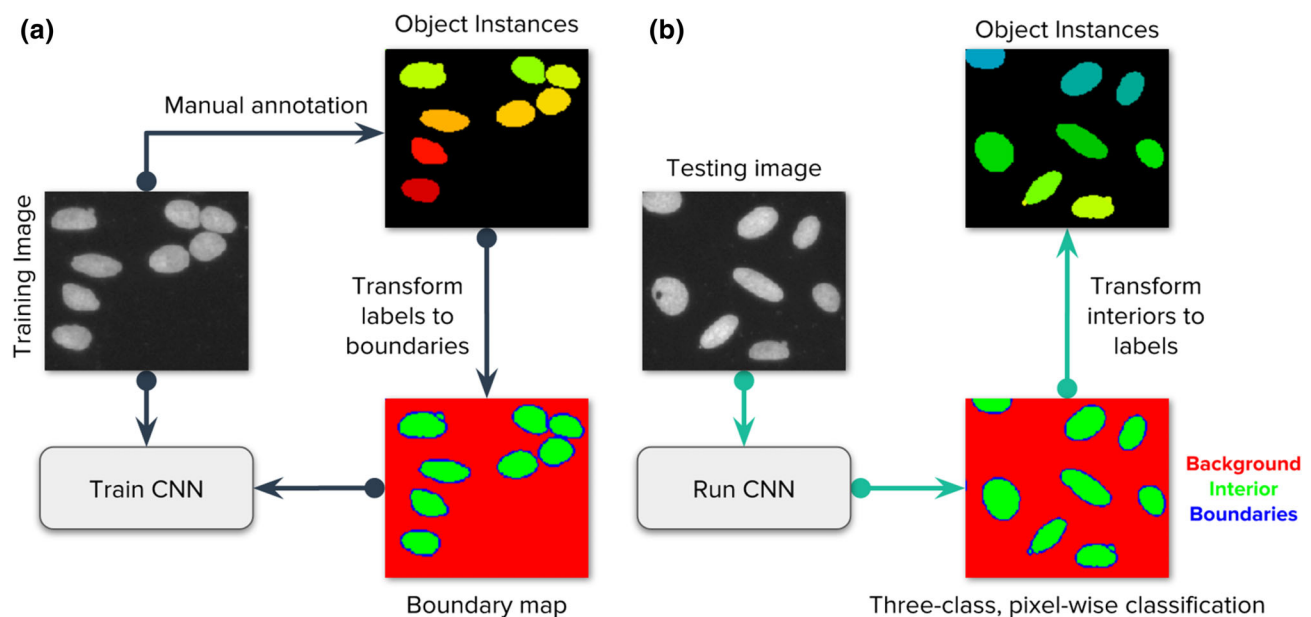 (a)
Object Instances
Manual annotation
Training Image
Transform
labels to
boundaries
Train CNN
Boundary map
(b)
Object Instances
Testing image
Transform
interiors to
labels
Run CNN
Background
Interior
Boundaries
Three-class, pixel-wise classification